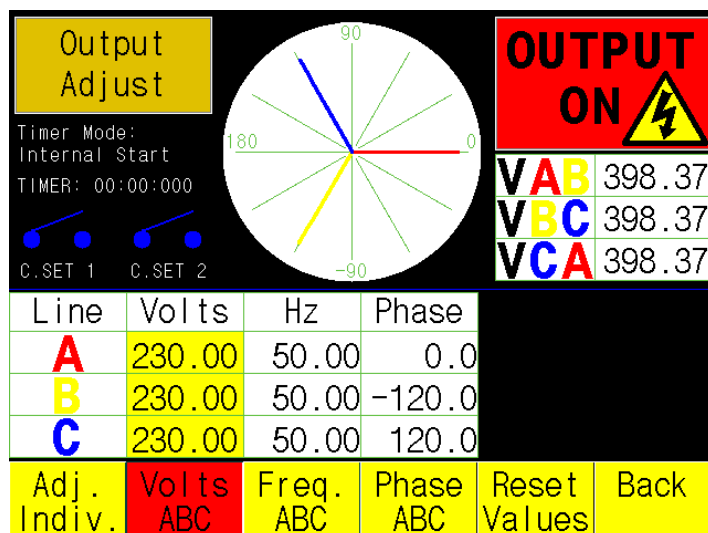 Output
Adjust
Timer Mode:
Internal Start
TIMER: 00:00:000
C.SET 1 C.SET 2
90
180 0
-90
OUTPUT
ON
VAB 398.37
VBC 398.37
VCA 398.37
Line Volts Hz Phase
A 230.00 50.00 0.0
B 230.00 50.00 -120.0
C 230.00 50.00 120.0
Adj. Indiv.
Volts ABC
Freq. ABC
Phase ABC
Reset Values
Back